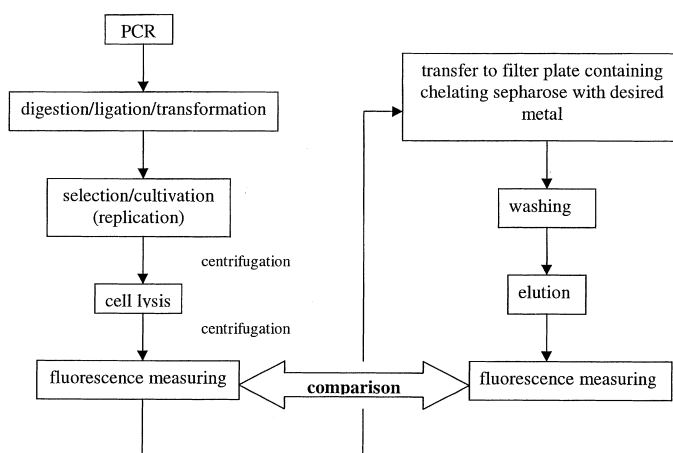 PCR
digestion/ligation/transformation
selection/cultivation
(replication)
centrifugation
cell lysis
centrifugation
fluorescence measuring
comparison
transfer to filter plate containing
chelating sepharose with desired
metal
washing
elution
fluorescence measuring